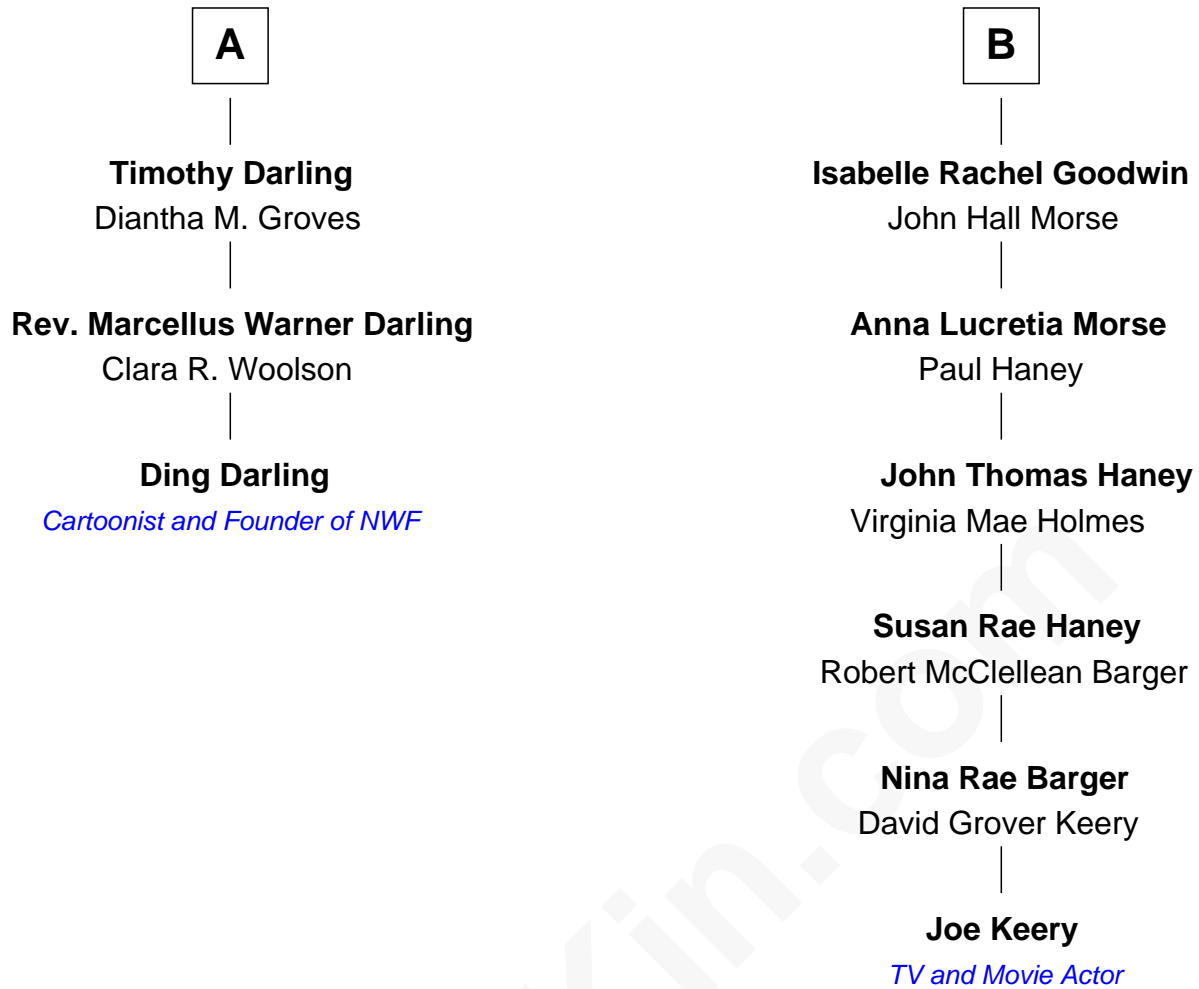 A
Timothy Darling
Diantha M. Groves
Rev. Marcellus Warner Darling
Clara R. Woolson
Ding Darling
Cartoonist and Founder of NWF
B
Isabelle Rachel Goodwin
John Hall Morse
Anna Lucretia Morse
Paul Haney
John Thomas Haney
Virginia Mae Holmes
Susan Rae Haney
Robert McClellean Barger
Nina Rae Barger
David Grover Keery
Joe Keery
TV and Movie Actor
in.com